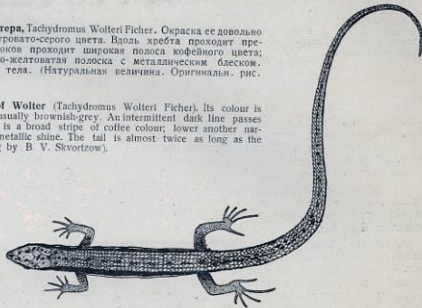 тера, Tachydromus Wolteri Ficher. Окраска ее довольно
уровато-серого цвета. Вдоль хребта проходит пре-
оков проходит широкая полоса кофейного цвета;
о-желтоватая полоска с металлическим блеском.
тела. (Натуральная величина. Оригинальн. рис.
of Wolter (Tachydromus Wolteri Ficher). Its colour is
usually brownish-grey. An intermittent dark line passes
is a broad stripe of coffee colour; lower another nar-
metallic shine. The tail is almost twice as long as the
g by B. V. Skvortzow).